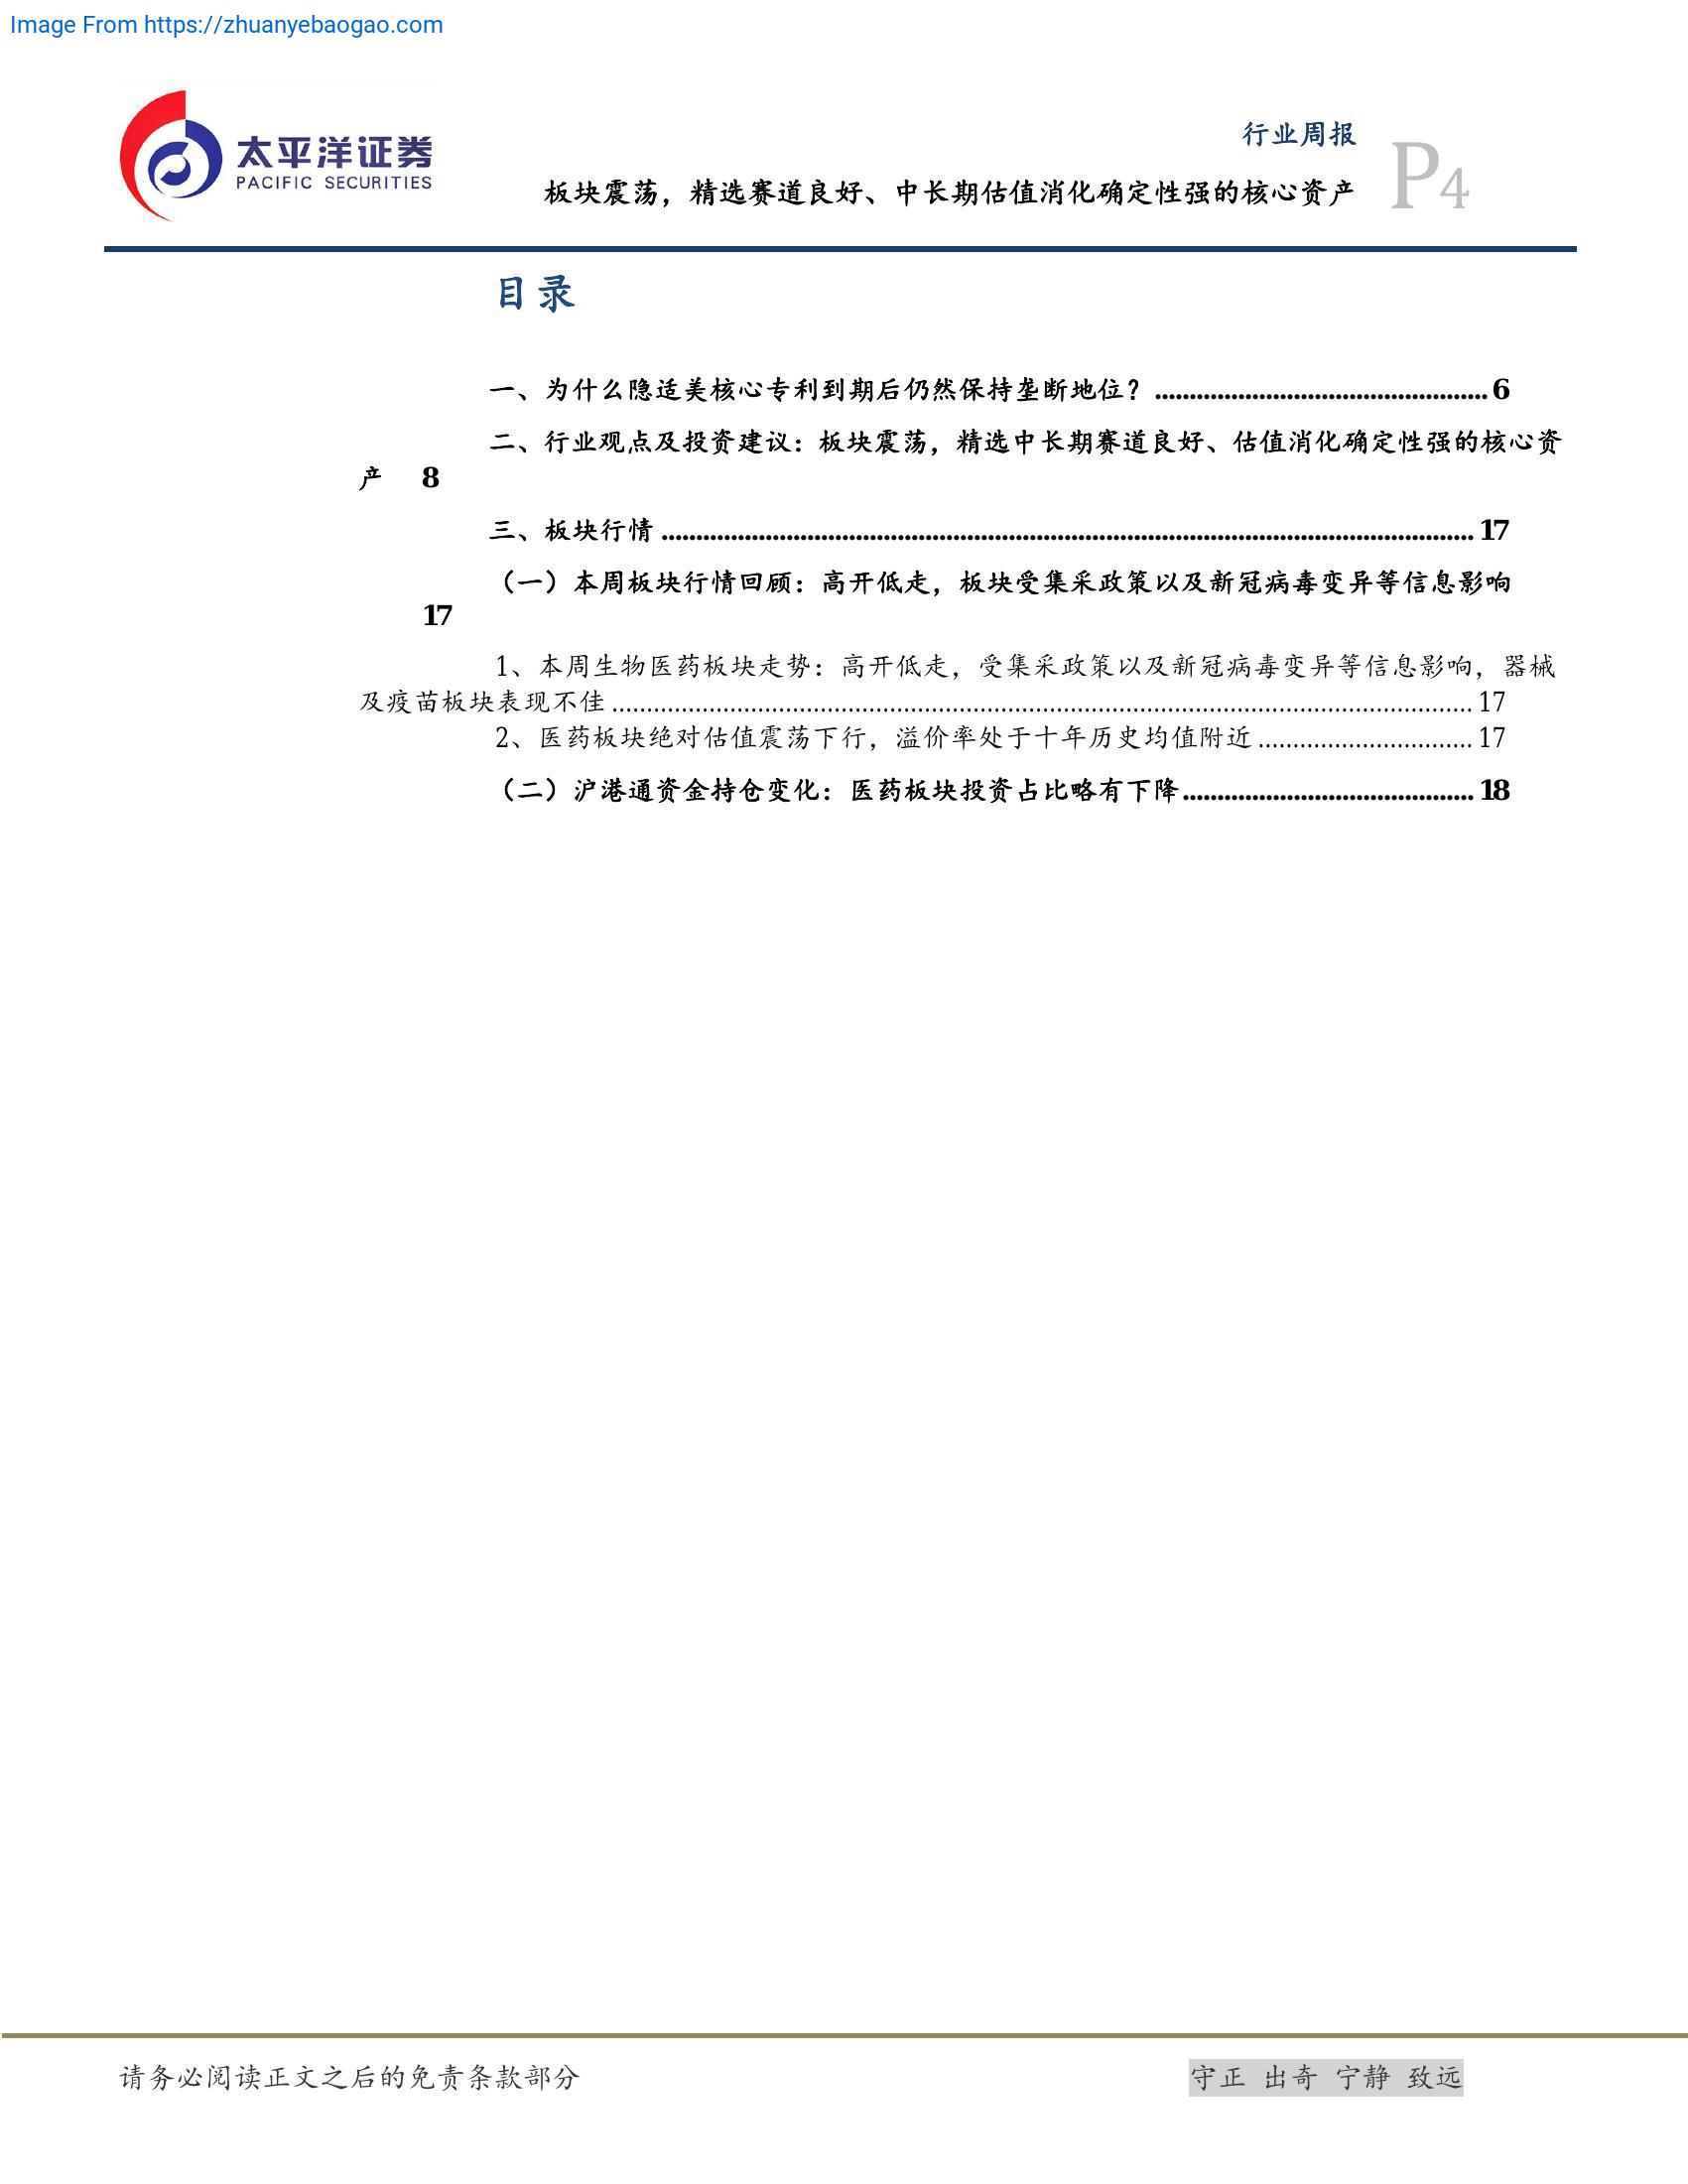 Image From https://zhuanyebaogao.com
太平洋证券
PACIFIC SECURITIES
行业周报
板块震荡，精选赛道良好、中长期估值消化确定性强的核心资产
P4
目录
一、为什么隐适美核心专利到期后仍然保持垄断地位？................................................ 6
二、行业观点及投资建议：板块震荡，精选中长期赛道良好、估值消化确定性强的核心资
产 8
三、板块行情 ..................................................................................................................... 17
（一）本周板块行情回顾：高开低走，板块受集采政策以及新冠病毒变异等信息影响
17
1、本周生物医药板块走势：高开低走，受集采政策以及新冠病毒变异等信息影响，器械
及疫苗板块表现不佳 ............................................................................................................................ 17
2、医药板块绝对估值震荡下行，溢价率处于十年历史均值附近 ............................... 17
（二）沪港通资金持仓变化：医药板块投资占比略有下降.......................................... 18
请务必阅读正文之后的免责条款部分
守正 出奇 宁静 致远